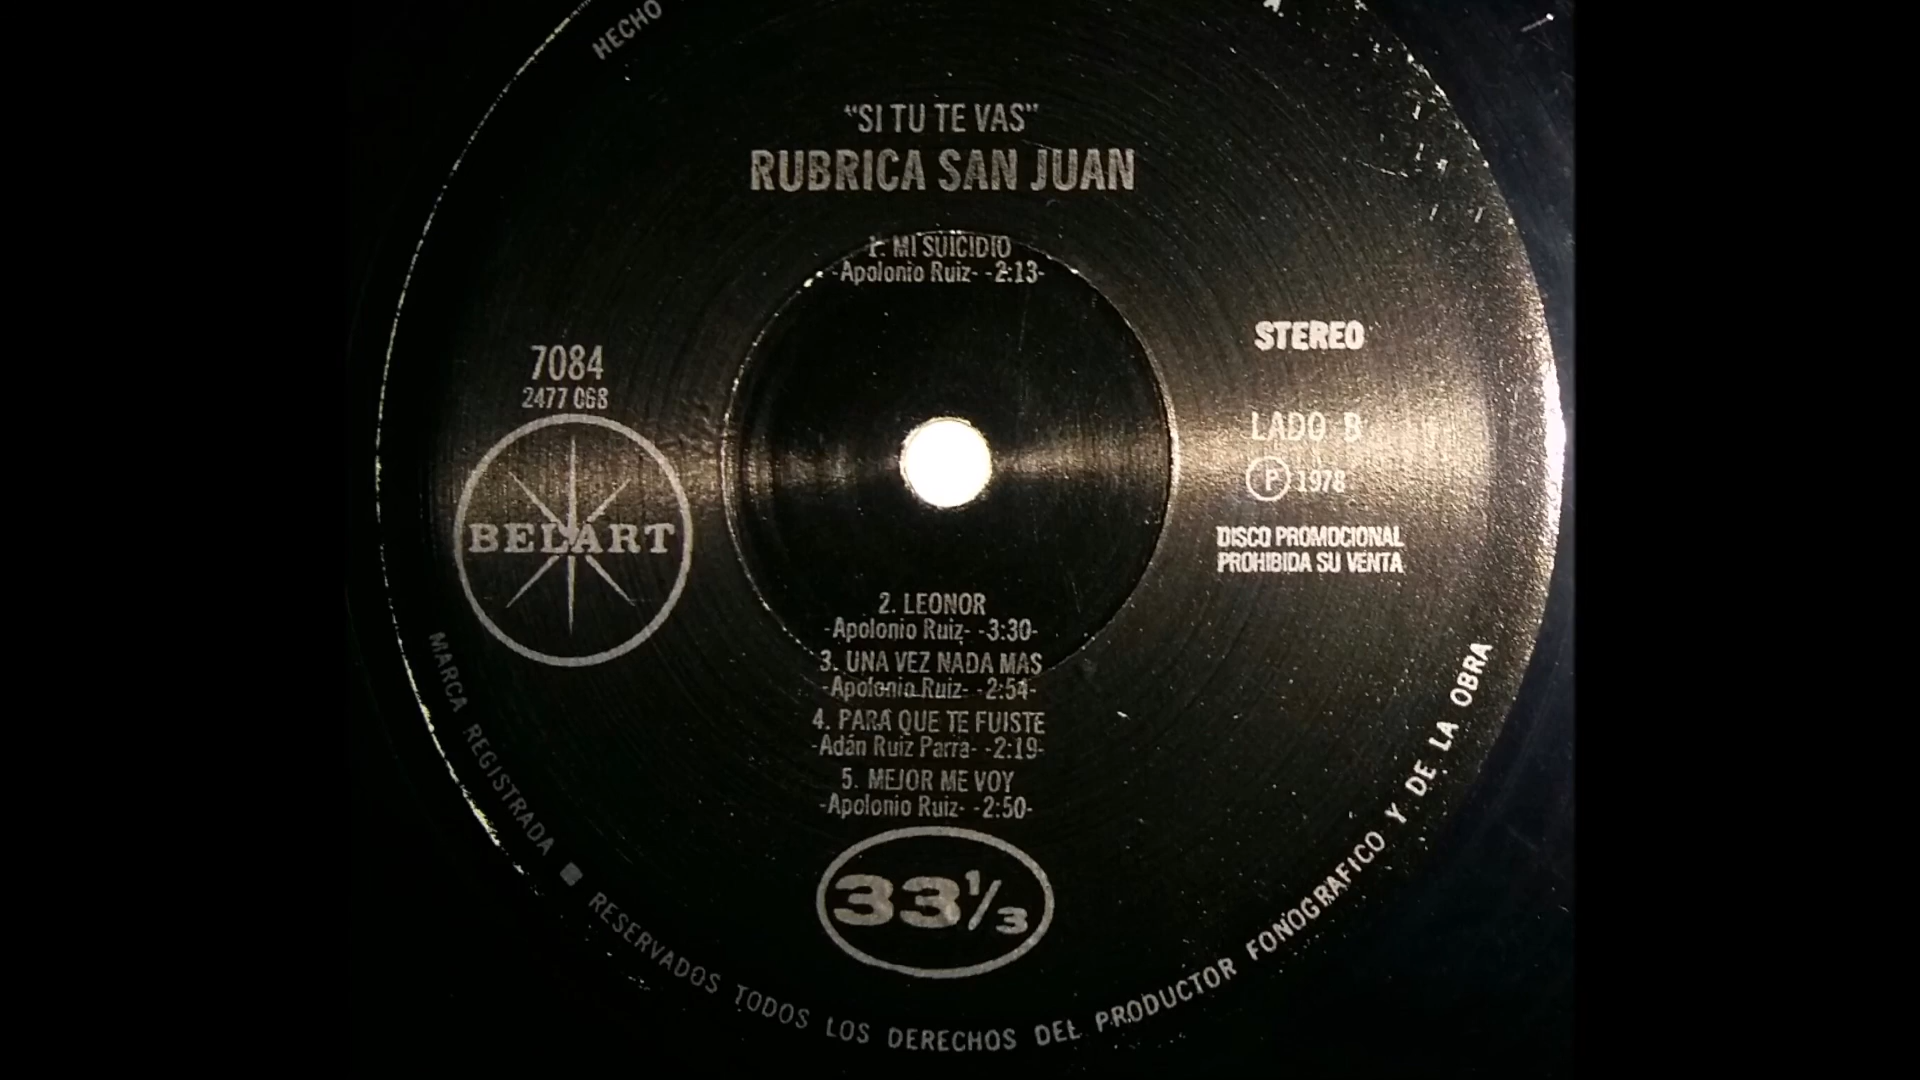 HECHO
"SI TU TE VAS"
RUBRICA SAN JUAN
1. MI SUICIDIO
-Apolonio Ruiz- -2:13-
7084
2477 068
BELART
STEREO
LADO B
Ⓟ 1978
DISCO PROMOCIONAL
PROHIBIDA SU VENTA
2. LEONOR
-Apolonio Ruiz- -3:30-
3. UNA VEZ NADA MAS
-Apolonio Ruiz- -2:54-
4. PARA QUE TE FUISTE
-Adán Ruiz Parra- -2:19-
5. MEJOR ME VOY
-Apolonio Ruiz- -2:50-
33 1/3
MARCA REGISTRADA ■ RESERVADOS TODOS LOS DERECHOS DEL PRODUCTOR FONOGRAFICO Y DE LA OBRA